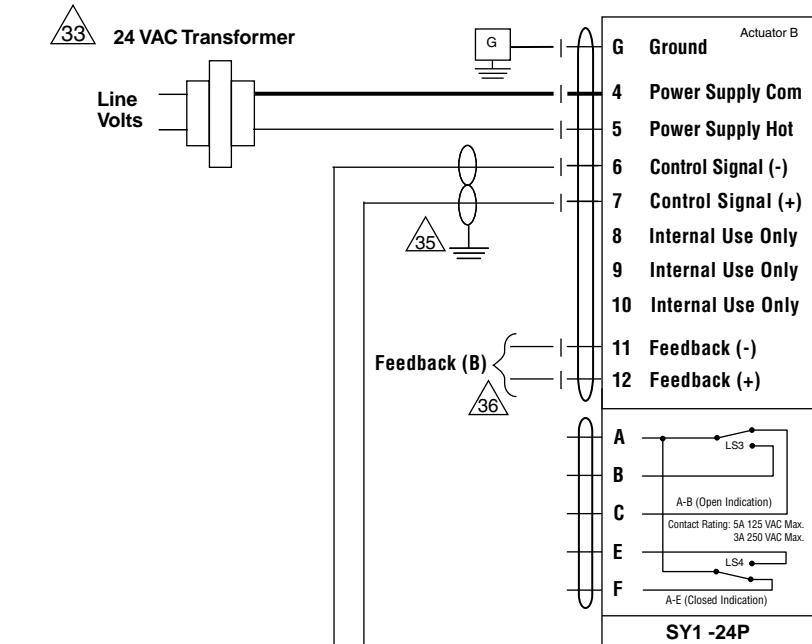 33 24 VAC Transformer
Line
Volts
G
Actuator B
G Ground
4 Power Supply Com
5 Power Supply Hot
6 Control Signal (-)
7 Control Signal (+)
8 Internal Use Only
35
9 Internal Use Only
10 Internal Use Only
11 Feedback (-)
Feedback (B)
12 Feedback (+)
36
A
LS3
B
A-B (Open Indication)
C
Contact Rating: 5A 125 VAC Max.
3A 250 VAC Max.
E
LS4
F
A-E (Closed Indication)
SY1 -24P